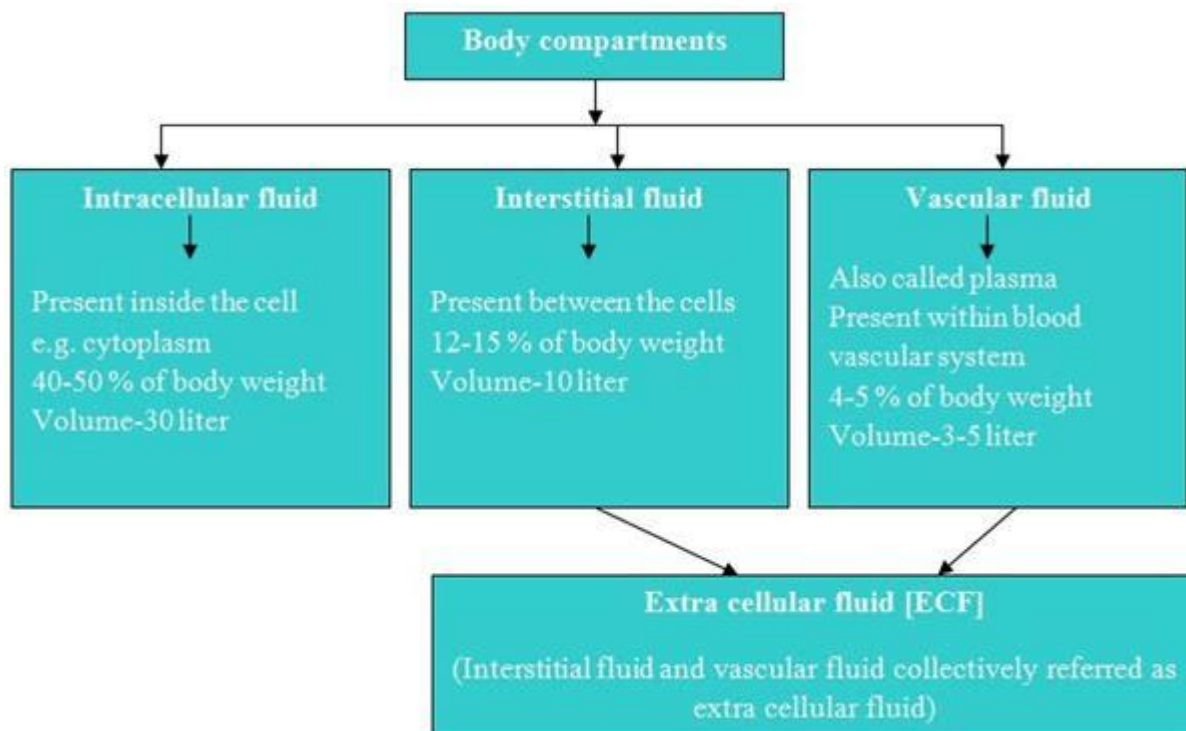 Body compartments
Intracellular fluid
Present inside the cell
e.g. cytoplasm
40-50 % of body weight
Volume-30 liter
Interstitial fluid
Present between the cells
12-15 % of body weight
Volume-10 liter
Vascular fluid
Also called plasma
Present within blood
vascular system
4-5 % of body weight
Volume-3-5 liter
Extra cellular fluid [ECF]
(Interstitial fluid and vascular fluid collectively referred as
extra cellular fluid)